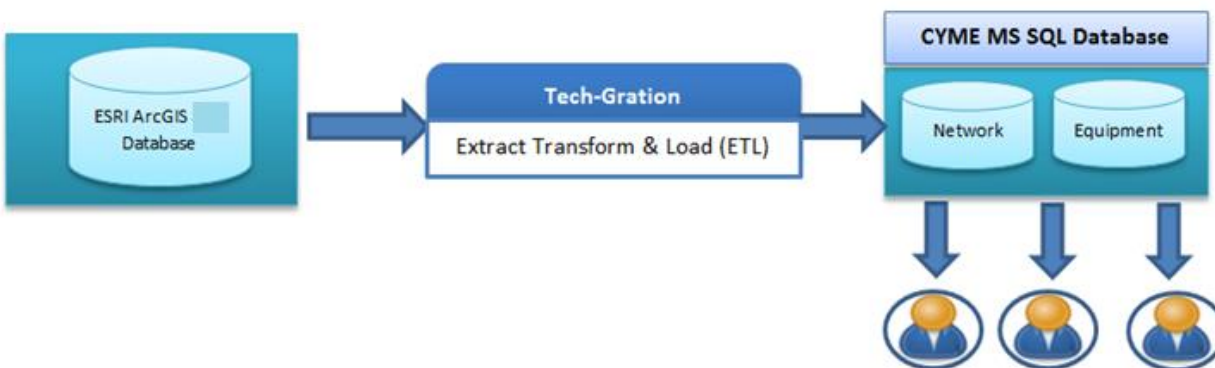 ESRI ArcGIS
Database
Tech-Gration
Extract Transform & Load (ETL)
CYME MS SQL Database
Network
Equipment